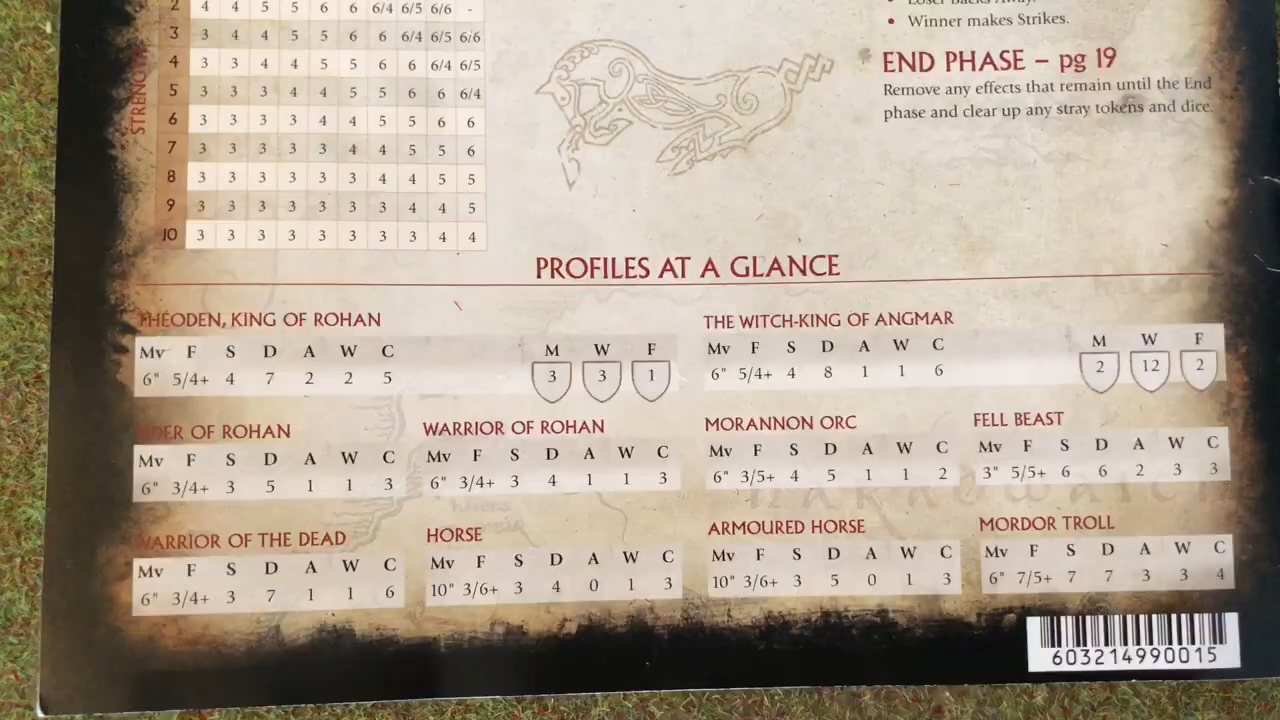 2 4 4 5 5 6 6 6/4 6/5 6/6 -
3 3 4 4 5 5 6 6 6/4 6/5 6/6
4 3 3 4 4 5 5 6 6 6/4 6/5
5 3 3 3 4 4 5 5 6 6 6/4
6 3 3 3 3 4 4 5 5 6 6
7 3 3 3 3 3 4 4 5 5 6
8 3 3 3 3 3 3 4 4 5 5
9 3 3 3 3 3 3 3 4 4 5
10 3 3 3 3 3 3 3 3 4 4
STRENGTH
• Loser Backs Away.
• Winner makes Strikes.
END PHASE – pg 19
Remove any effects that remain until the End
phase and clear up any stray tokens and dice.
PROFILES AT A GLANCE
THEODEN, KING OF ROHAN
Mv F S D A W C M W F
6" 5/4+ 4 7 2 2 5 3 3 1
THE WITCH-KING OF ANGMAR
Mv F S D A W C M W F
6" 5/4+ 4 8 1 1 6 2 12 2
RIDER OF ROHAN
Mv F S D A W C
6" 3/4+ 3 5 1 1 3
WARRIOR OF ROHAN
Mv F S D A W C
6" 3/4+ 3 4 1 1 3
MORANNON ORC
Mv F S D A W C
6" 3/5+ 4 5 1 1 2
FELL BEAST
Mv F S D A W C
3" 5/5+ 6 6 2 3 3
WARRIOR OF THE DEAD
Mv F S D A W C
6" 3/4+ 3 7 1 1 6
HORSE
Mv F S D A W C
10" 3/6+ 3 4 0 1 3
ARMOURED HORSE
Mv F S D A W C
10" 3/6+ 3 5 0 1 3
MORDOR TROLL
Mv F S D A W C
6" 7/5+ 7 7 3 3 4
603214990015